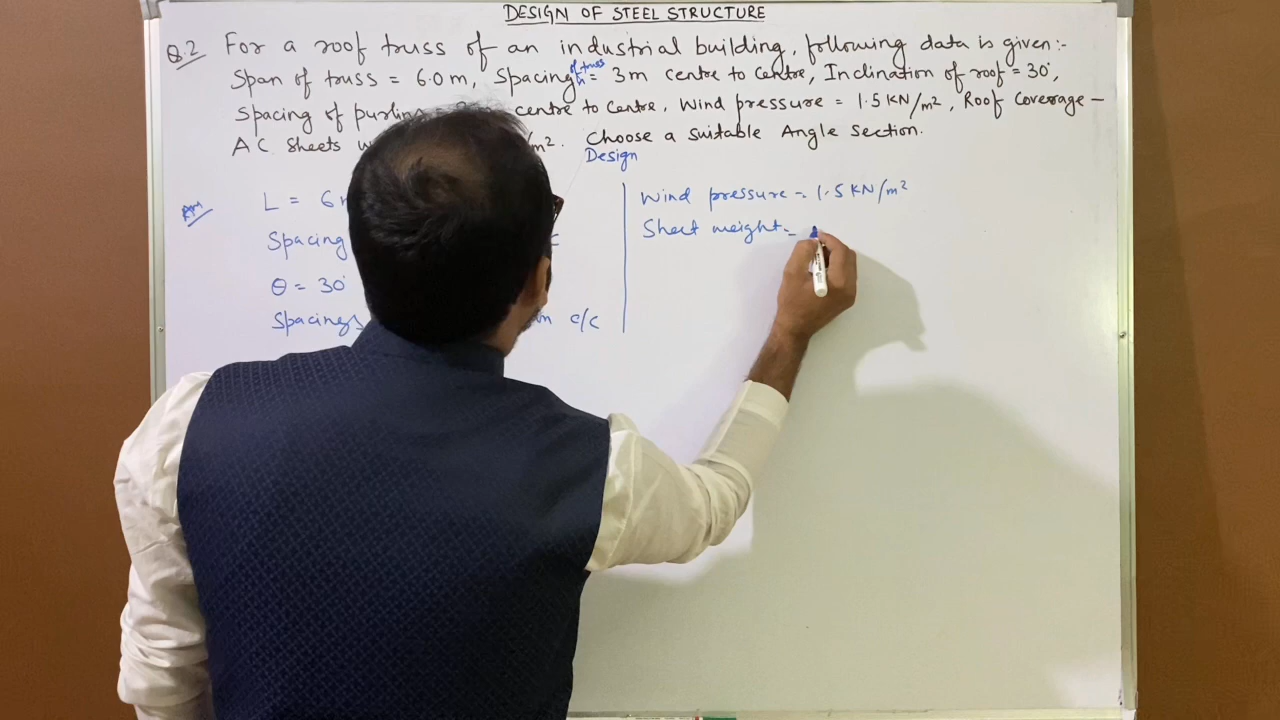 DESIGN OF STEEL STRUCTURE
Q.2 For a roof truss of an industrial building, following data is given:-
Span of truss = 6.0 m, Spacing of truss = 3m centre to centre, Inclination of roof = 30°,
Spacing of purlin centre to centre, Wind pressure = 1.5 KN/m², Roof Coverage -
AC Sheets m². Choose a suitable Angle section.
Design
Ans L = 6
Spacing
θ = 30°
Spacing c/c
Wind pressure = 1.5 KN/m²
Sheet weight =